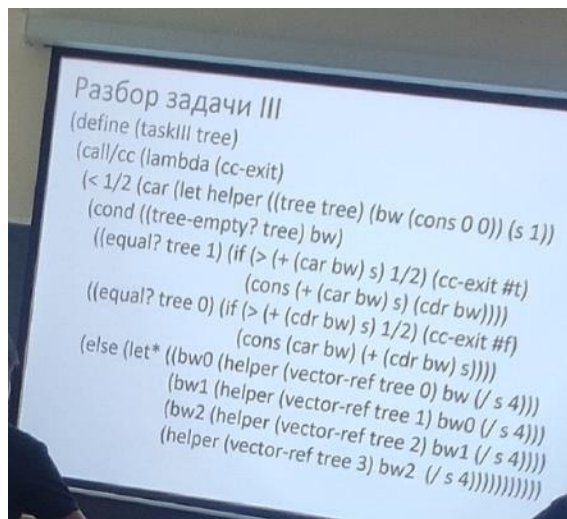 Разбор задачи III
(define (taskIII tree)
(call/cc (lambda (cc-exit)
(< 1/2 (car (let helper ((tree tree) (bw (cons 0 0)) (s 1))
(cond ((tree-empty? tree) bw)
((equal? tree 1) (if (> (+ (car bw) s) 1/2) (cc-exit #t)
(cons (+ (car bw) s) (cdr bw))))
((equal? tree 0) (if (> (+ (cdr bw) s) 1/2) (cc-exit #f)
(cons (car bw) (+ (cdr bw) s))))
(else (let* ((bw0 (helper (vector-ref tree 0) bw (/ s 4)))
(bw1 (helper (vector-ref tree 1) bw0 (/ s 4)))
(bw2 (helper (vector-ref tree 2) bw1 (/ s 4))))
(helper (vector-ref tree 3) bw2 (/ s 4)))))))))))